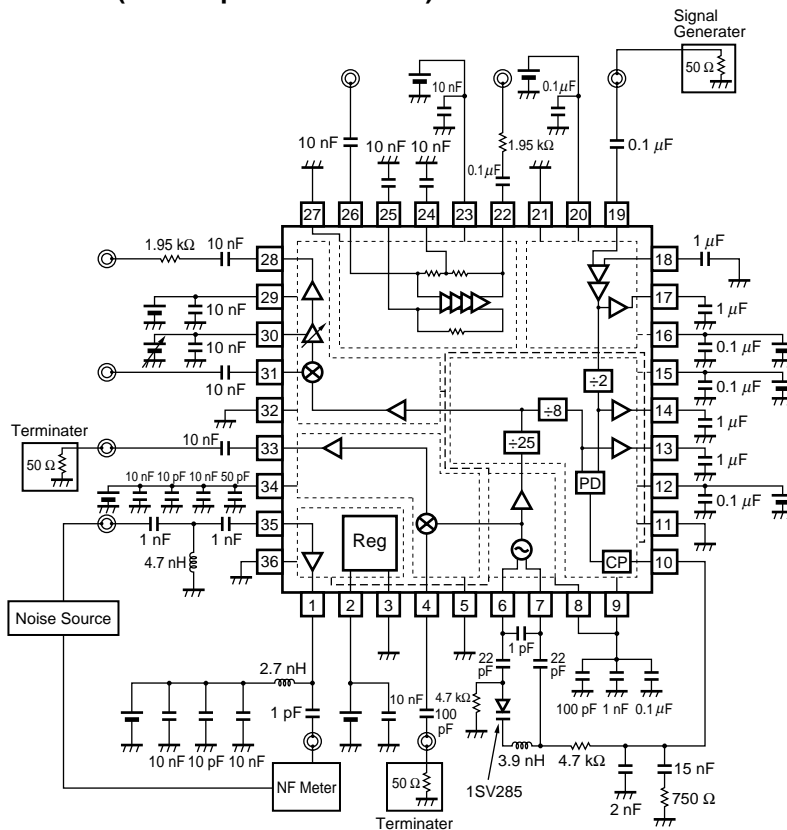 Signal
Generater
50 Ω
10 nF
0.1 μF
10 nF
10 nF
10 nF
0.1 μF
1.95 kΩ
0.1 μF
27
26
25
24
23
22
21
20
19
1.95 kΩ
10 nF
28
18
1 μF
29
10 nF
17
1 μF
30
10 nF
16
0.1 μF
31
10 nF
÷2
15
0.1 μF
32
÷8
14
1 μF
Terminater
50 Ω
10 nF
33
÷25
13
1 μF
10 nF
10 pF
10 nF
50 pF
34
PD
12
0.1 μF
35
1 nF
1 nF
4.7 nH
Reg
11
36
CP
10
Noise Source
1
2
3
4
5
6
7
8
9
2.7 nH
1 pF
10 nF
10 pF
10 nF
NF Meter
10 nF
100
pF
50 Ω
Terminater
22
pF
1 pF
22
pF
4.7 kΩ
1SV285
3.9 nH
4.7 kΩ
100 pF
1 nF
0.1 μF
2 nF
15 nF
750 Ω